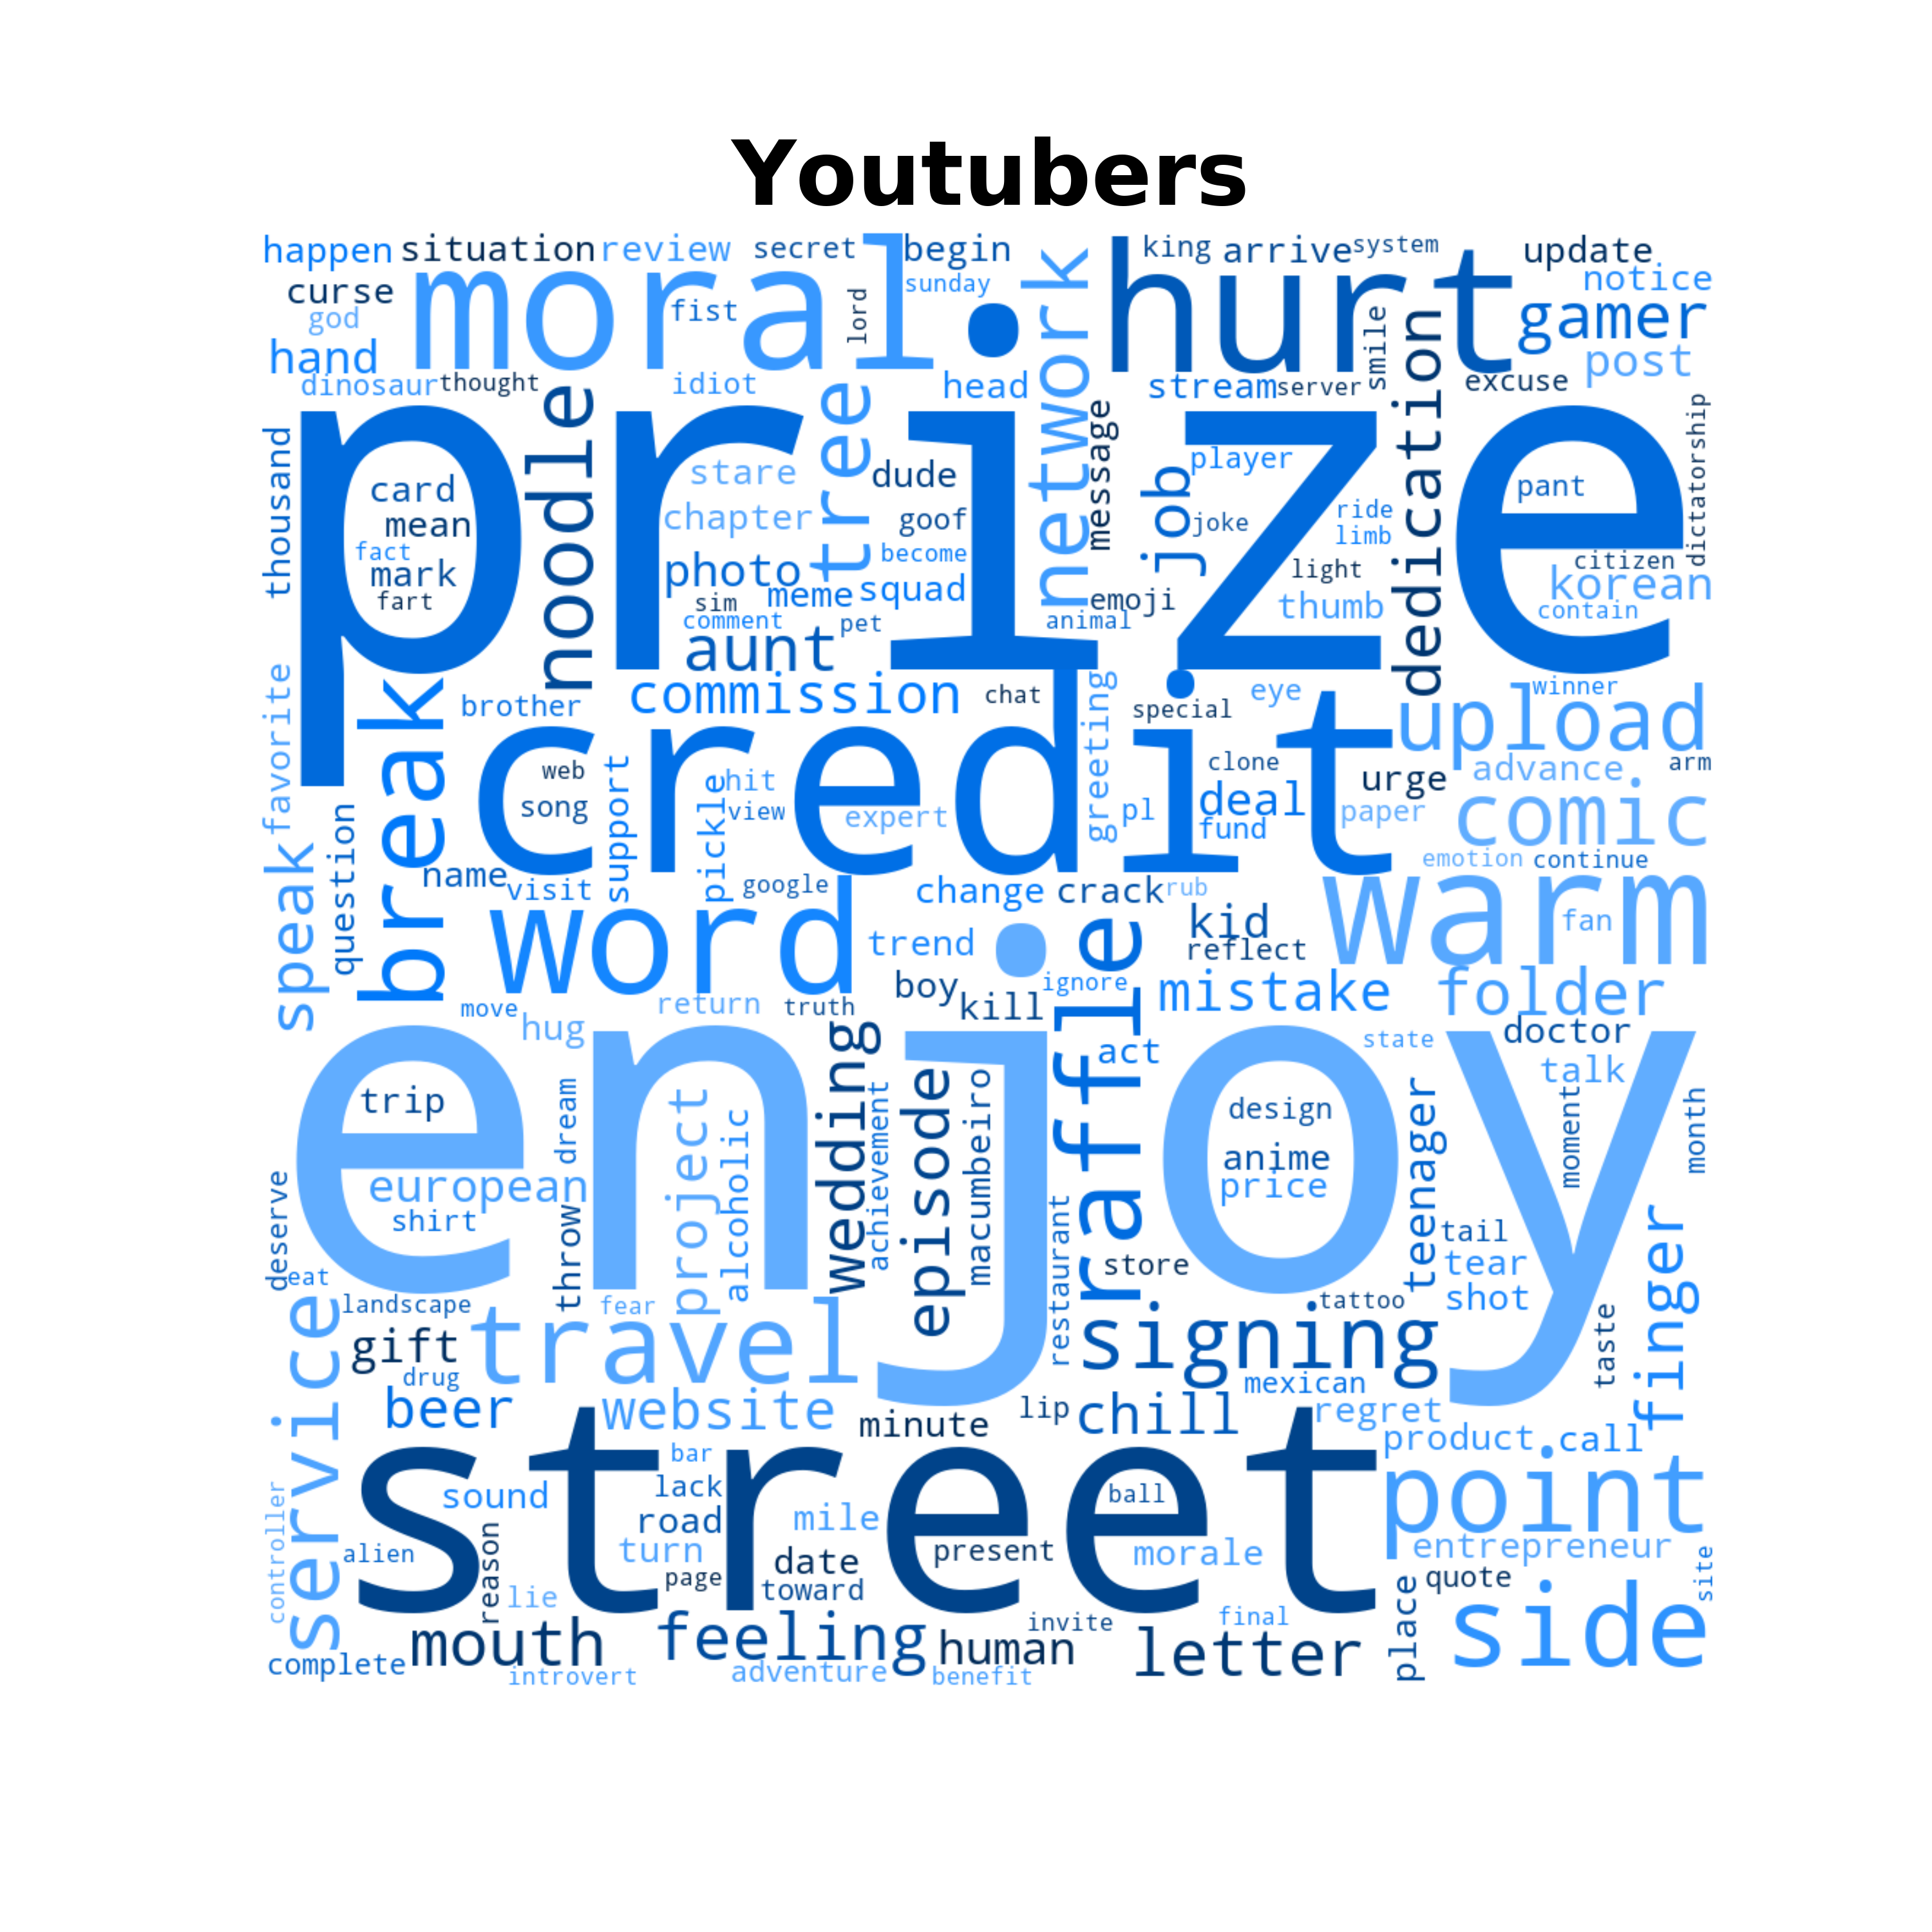 Youtubers
happen situation review secret begin king arrive system update
curse moral sunday network hurt notice
god fist lord smile gamer
hand post
dinosaur thought idiot head stream server excuse
prize
thousand noodle tree message job dedication dictatorship
card stare dude player pant
mean chapter goof joke ride
fact become limb
mark photo light citizen
fart sim meme squad emoji thumb korean
comment pet animal contain
aunt
favorite break brother commission chat greeting special eye winner
credit upload
web hit clone urge advance arm
song support pickle view expert pl deal paper comic
fund
speak question name visit google change crack rub emotion continue
word trend raffle kid warm fan
reflect
boy kill ignore mistake folder
move hug return truth doctor
enjoy
act state talk
trip dream project alcoholic wedding achievement episode macumbeiro design teenager moment month
anime
european price
deserve shirt throw restaurant store tail finger
eat tear
landscape fear tattoo shot
service gift travel signing taste
drug mexican
beer website minute lip chill regret
street product call
controller bar point
sound lack ball
road mile
alien reason turn date present morale entrepreneur site
lie page toward place quote
mouth feeling human invite final letter side
complete introvert adventure benefit